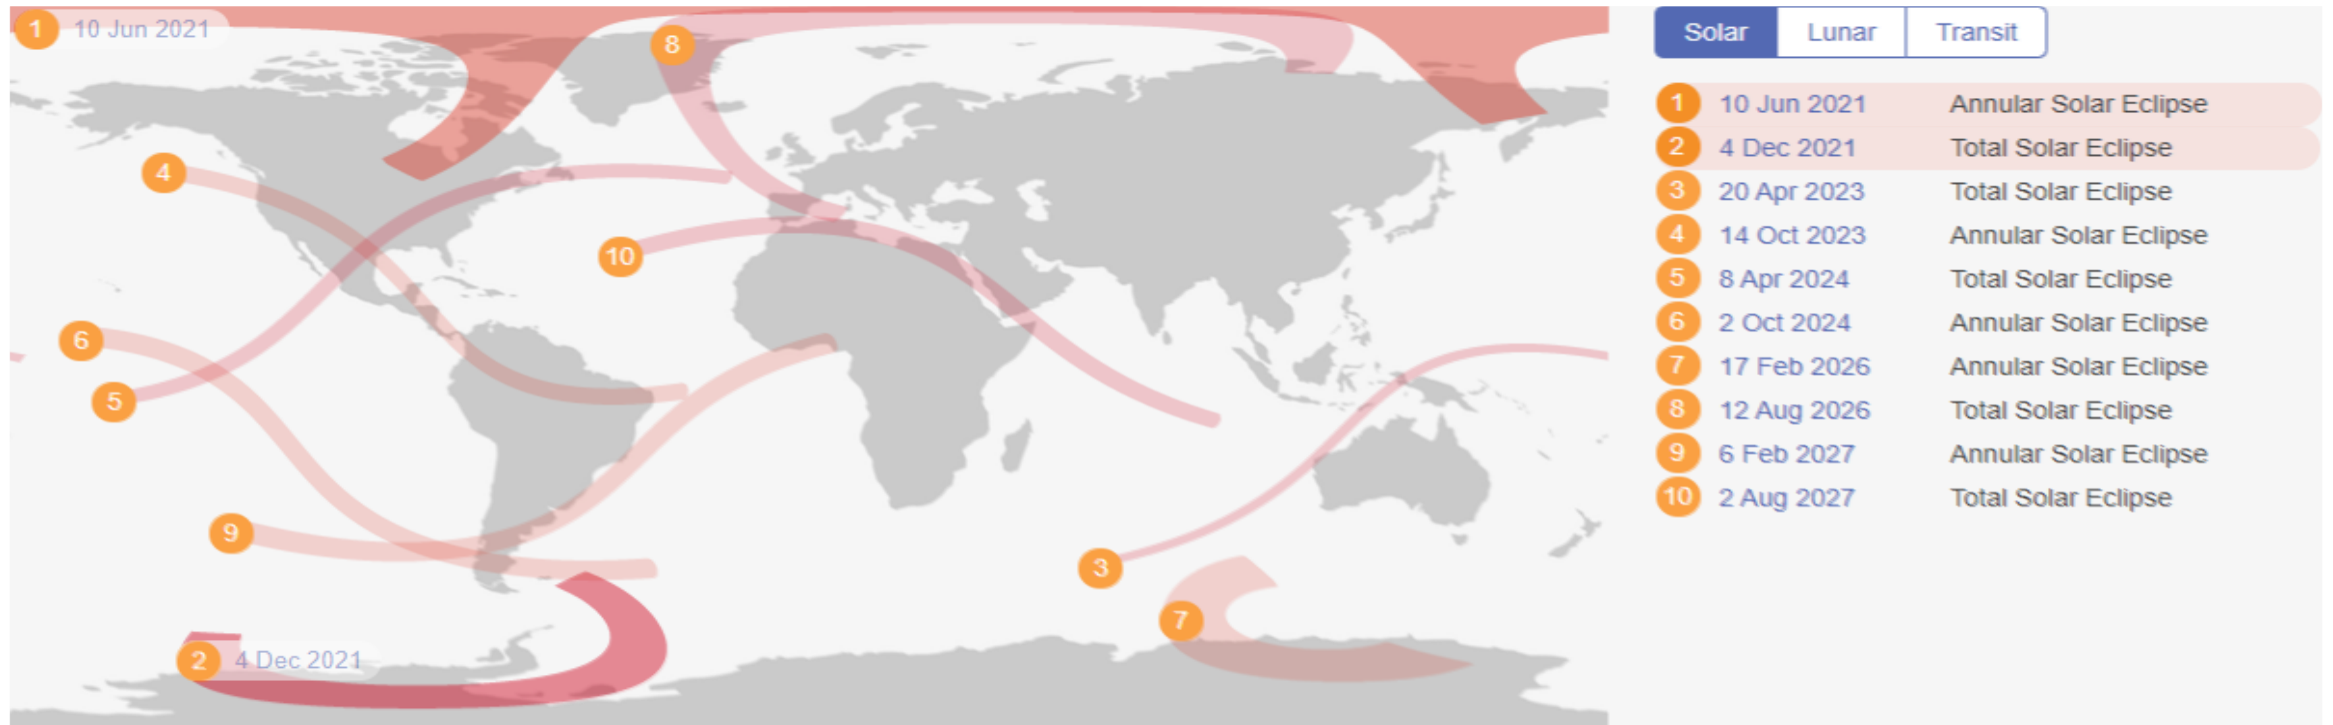 1 10 Jun 2021
8
4
10
6
5
9
3
7
2 4 Dec 2021
Solar Lunar Transit
1 10 Jun 2021 Annular Solar Eclipse
2 4 Dec 2021 Total Solar Eclipse
3 20 Apr 2023 Total Solar Eclipse
4 14 Oct 2023 Annular Solar Eclipse
5 8 Apr 2024 Total Solar Eclipse
6 2 Oct 2024 Annular Solar Eclipse
7 17 Feb 2026 Annular Solar Eclipse
8 12 Aug 2026 Total Solar Eclipse
9 6 Feb 2027 Annular Solar Eclipse
10 2 Aug 2027 Total Solar Eclipse